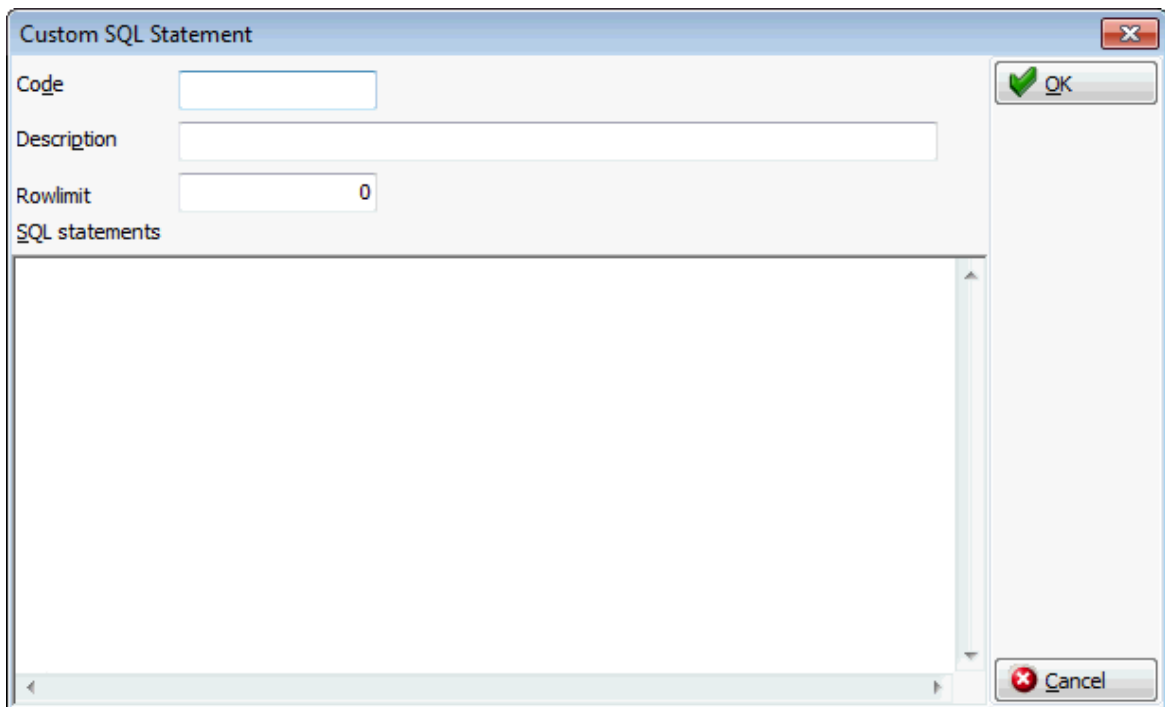 Custom SQL Statement
Code
OK
Description
Rowlimit 0
SQL statements
Cancel